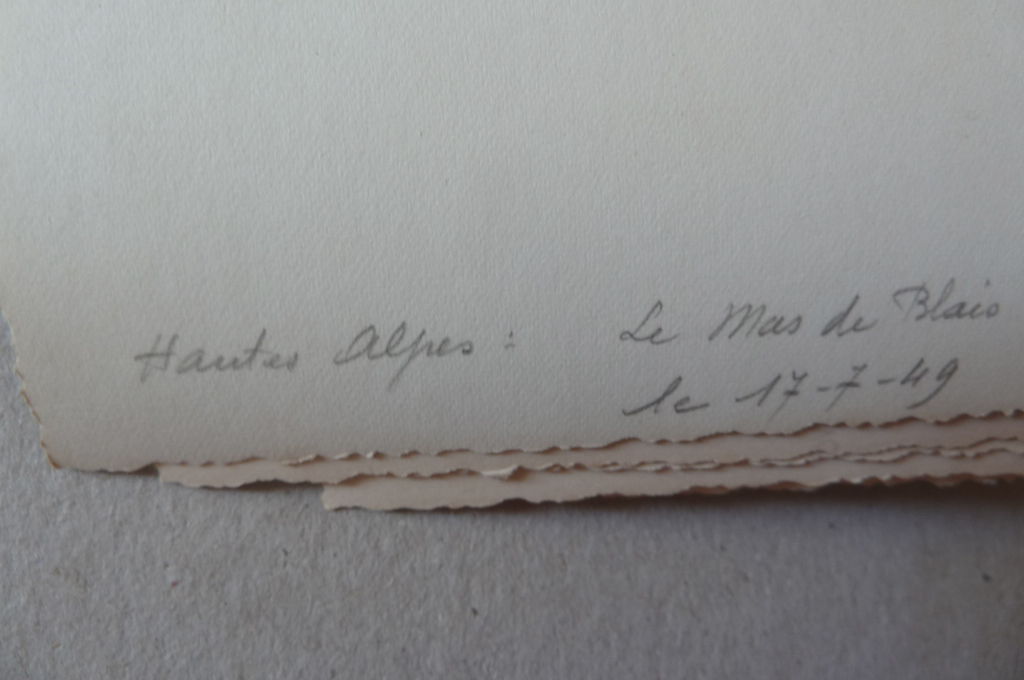 Hautes Alpes : Le Mas de Blais
le 17-7-49